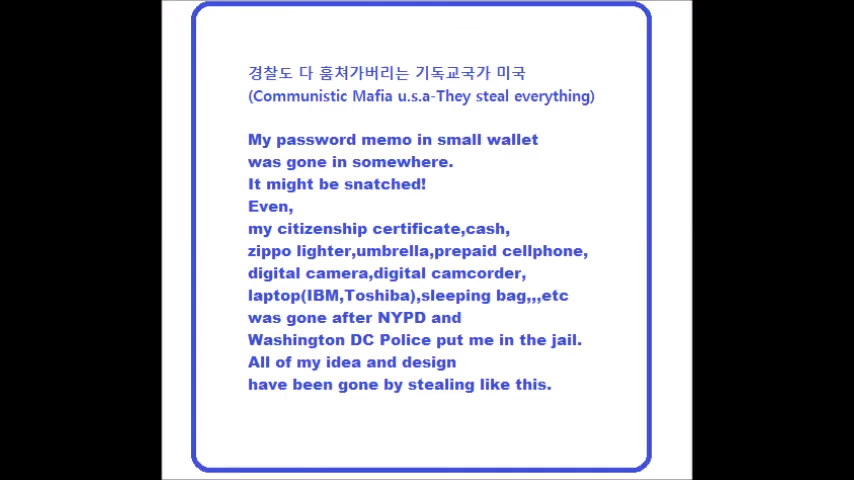 경찰도 다 훔쳐가버리는 기독교국가 미국
(Communistic Mafia u.s.a-They steal everything)
My password memo in small wallet
was gone in somewhere.
It might be snatched!
Even,
my citizenship certificate,cash,
zippo lighter,umbrella,prepaid cellphone,
digital camera,digital camcorder,
laptop(IBM,Toshiba),sleeping bag,,,etc
was gone after NYPD and
Washington DC Police put me in the jail.
All of my idea and design
have been gone by stealing like this.